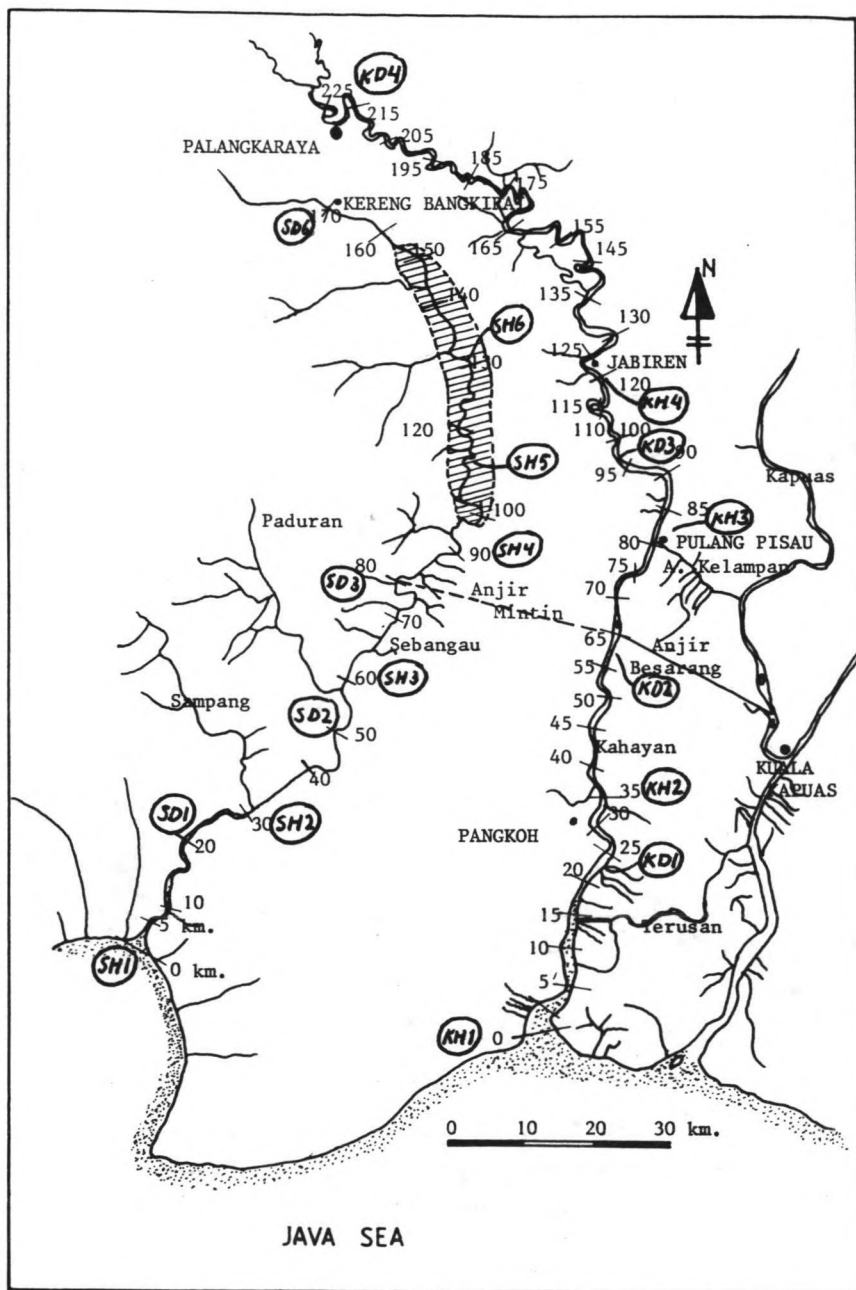 KD4
225
215
PALANGKARAYA
205
195
185
175
KERENG BANGKIRA
SD6
170
160
150
165
155
145
140
135
N
SH6
130
130
125
JABIREN
120
KH4
115
110
100
120
KD3
90
95
SH5
Kapuas
100
85
KH3
Paduran
PULANG PISAU
80
90
SH4
A. Kelampan
80
75
SD3
Anjir
Mintin
70
70
65
Anjir
Besarang
Sebangau
60
SH3
55
KD2
Sampang
SD2
50
50
45
Kahayan
KUALA
KAPUAS
40
40
35
KH2
SD1
30
SH2
30
PANGKOH
20
25
KD1
20
10
15
Terusan
5 km.
10
SH1
0 km.
5
KH1
0
0 10 20 30 km.
JAVA SEA